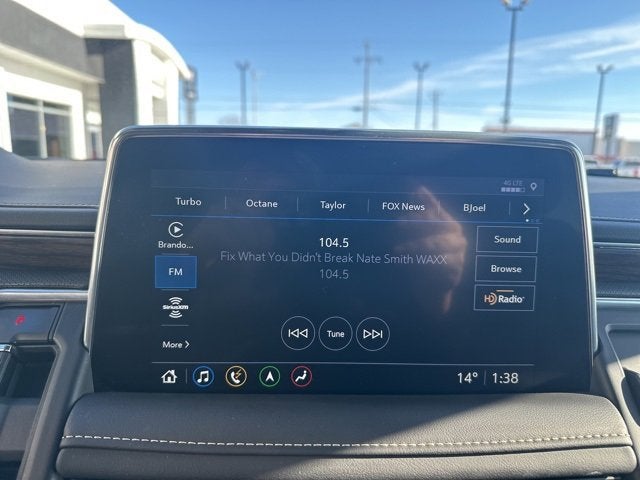 4G LTE
Turbo Octane Taylor FOX News BJoel
Brando...
104.5
Sound
Fix What You Didn't Break Nate Smith WAXX
FM
104.5
Browse
SiriusXM
HD Radio
Tune
More
14° 1:38